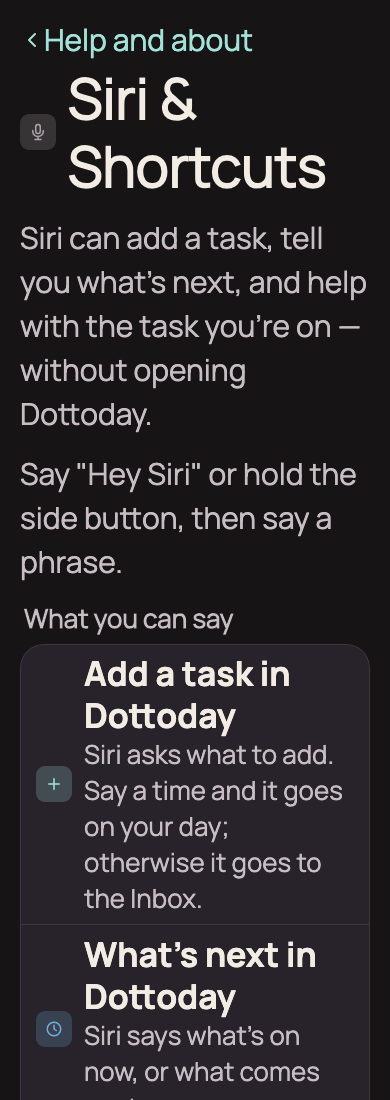 Help and about
Siri &
Shortcuts
Siri can add a task, tell
you what's next, and help
with the task you're on —
without opening
Dottoday.
Say "Hey Siri" or hold the
side button, then say a
phrase.
What you can say
Add a task in
Dottoday
Siri asks what to add.
Say a time and it goes
on your day;
otherwise it goes to
the Inbox.
What's next in
Dottoday
Siri says what's on
now, or what comes